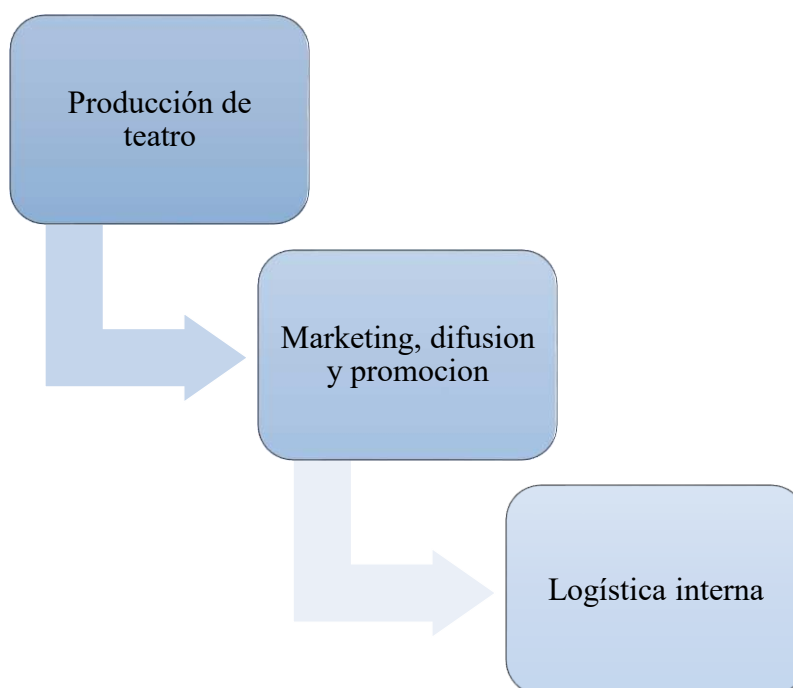 Producción de
teatro
Marketing, difusion
y promocion
Logística interna